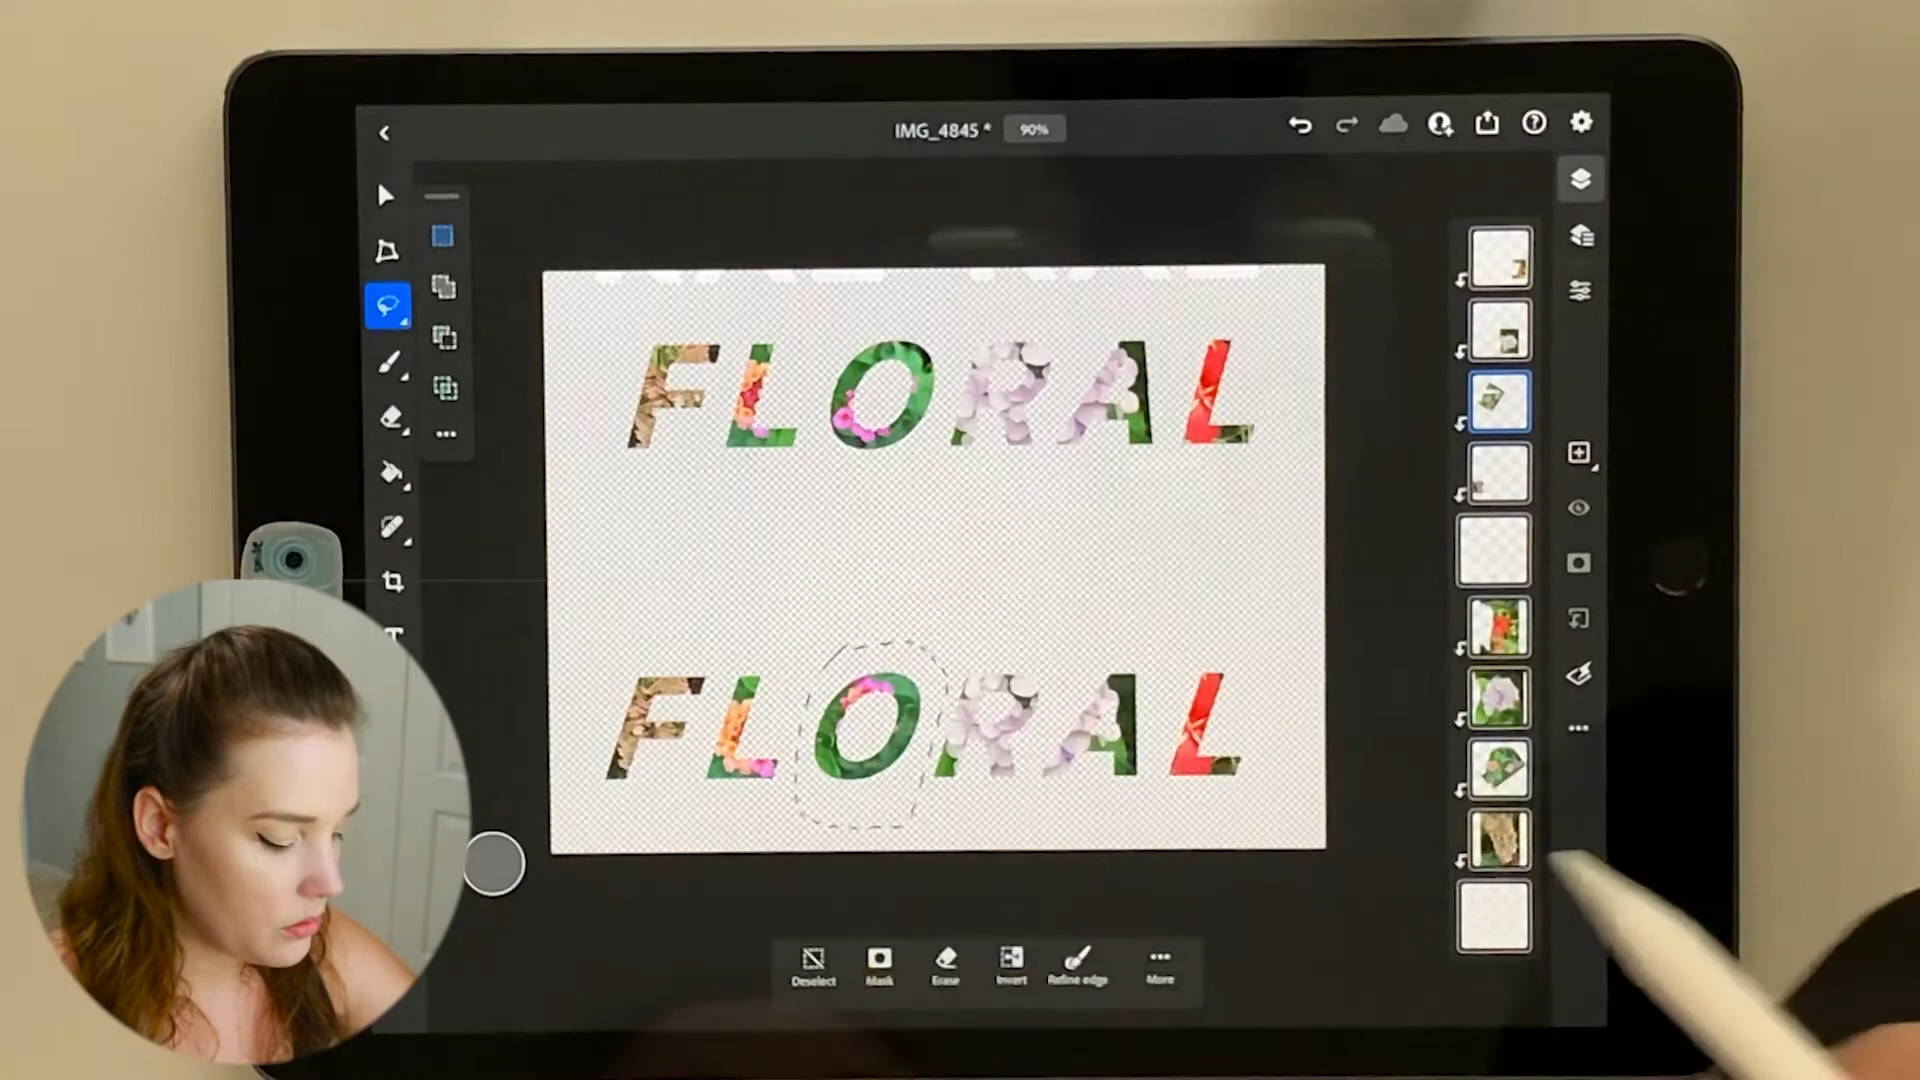 IMG_4845 * 90%
FLORAL
T
FLORAL
Deselect Mask Erase Invert Refine edge More